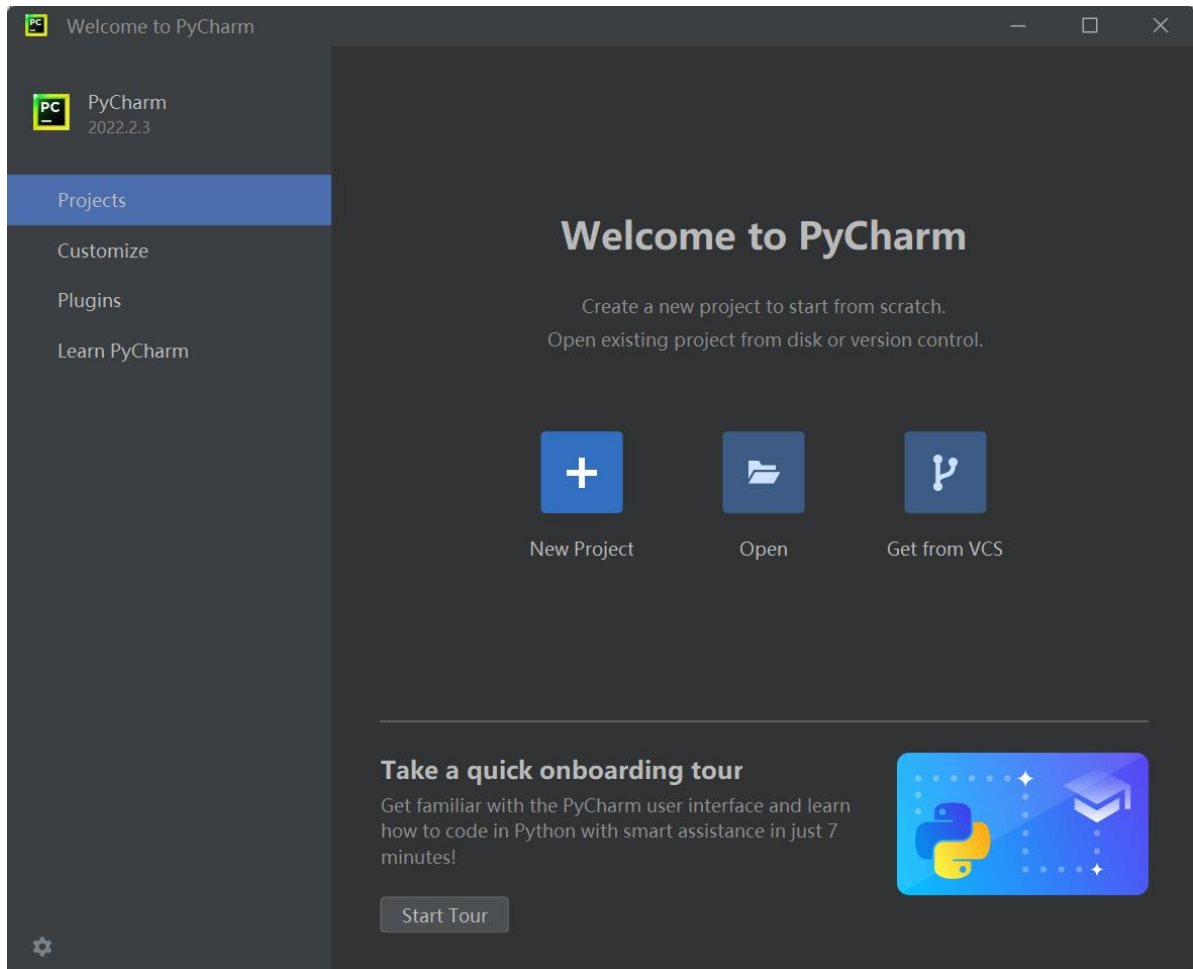 PC
Welcome to PyCharm
PC
PyCharm
2022.2.3
Projects
Customize
Plugins
Learn PyCharm
Welcome to PyCharm
Create a new project to start from scratch.
Open existing project from disk or version control.
New Project
Open
Get from VCS
Take a quick onboarding tour
Get familiar with the PyCharm user interface and learn
how to code in Python with smart assistance in just 7
minutes!
Start Tour